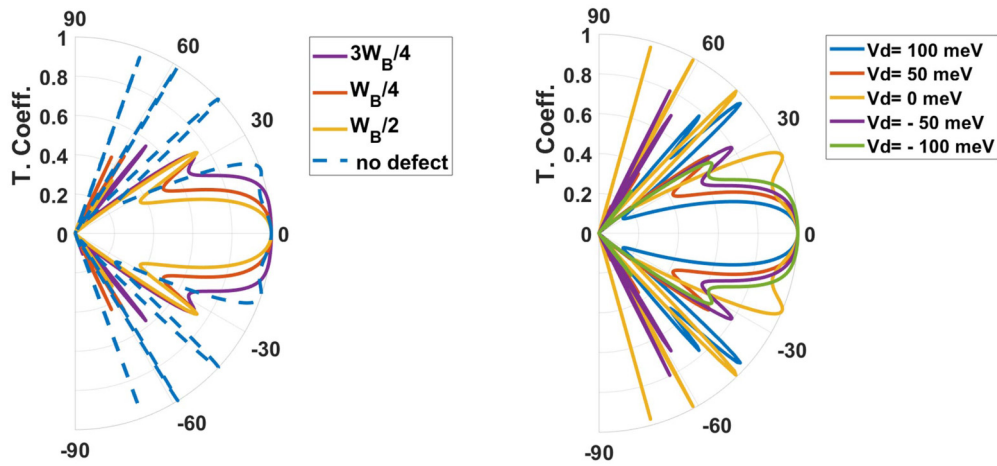 90
60
30
0
-30
-60
-90
1
0.8
0.6
0.4
0.2
0
T. Coeff.
3W_B/4
W_B/4
W_B/2
no defect
90
60
30
0
-30
-60
-90
1
0.8
0.6
0.4
0.2
0
T. Coeff.
Vd= 100 meV
Vd= 50 meV
Vd= 0 meV
Vd= - 50 meV
Vd= - 100 meV